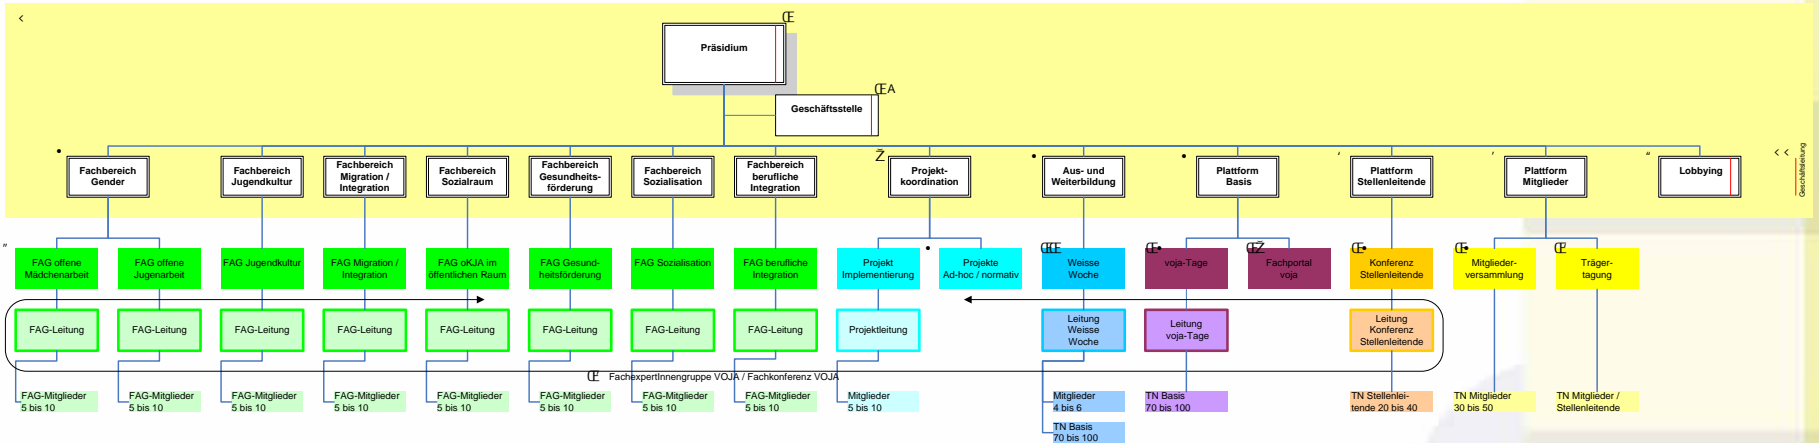 Präsidium
Geschäftsstelle
Geschäftsleitung
Fachbereich
Gender
Fachbereich
Jugendkultur
Fachbereich
Migration /
Integration
Fachbereich
Sozialraum
Fachbereich
Gesundheits-
förderung
Fachbereich
Sozialisation
Fachbereich
berufliche
Integration
Projekt-
koordination
Aus- und
Weiterbildung
Plattform
Basis
Plattform
Stellenleitende
Plattform
Mitglieder
Lobbying
FAG offene
Mädchenarbeit
FAG offene
Jugenarbeit
FAG Jugendkultur
FAG Migration /
Integration
FAG oKJA im
öffentlichen Raum
FAG Gesund-
heitsförderung
FAG Sozialisation
FAG berufliche
Integration
Projekt
Implementierung
Projekte
Ad-hoc / normativ
Weisse
Woche
voja-Tage
Fachportal
voja
Konferenz
Stellenleitende
Mitglieder-
versammlung
Träger-
tagung
FAG-Leitung
FAG-Leitung
FAG-Leitung
FAG-Leitung
FAG-Leitung
FAG-Leitung
FAG-Leitung
FAG-Leitung
Projektleitung
Leitung
Weisse
Woche
Leitung
voja-Tage
Leitung
Konferenz
Stellenleitende
FachexpertInnengruppe VOJA / Fachkonferenz VOJA
FAG-Mitglieder
5 bis 10
FAG-Mitglieder
5 bis 10
FAG-Mitglieder
5 bis 10
FAG-Mitglieder
5 bis 10
FAG-Mitglieder
5 bis 10
FAG-Mitglieder
5 bis 10
FAG-Mitglieder
5 bis 10
FAG-Mitglieder
5 bis 10
Mitglieder
5 bis 10
Mitglieder
4 bis 6
TN Basis
70 bis 100
TN Basis
70 bis 100
TN Stellenlei-
tende 20 bis 40
TN Mitglieder
30 bis 50
TN Mitglieder /
Stellenleitende